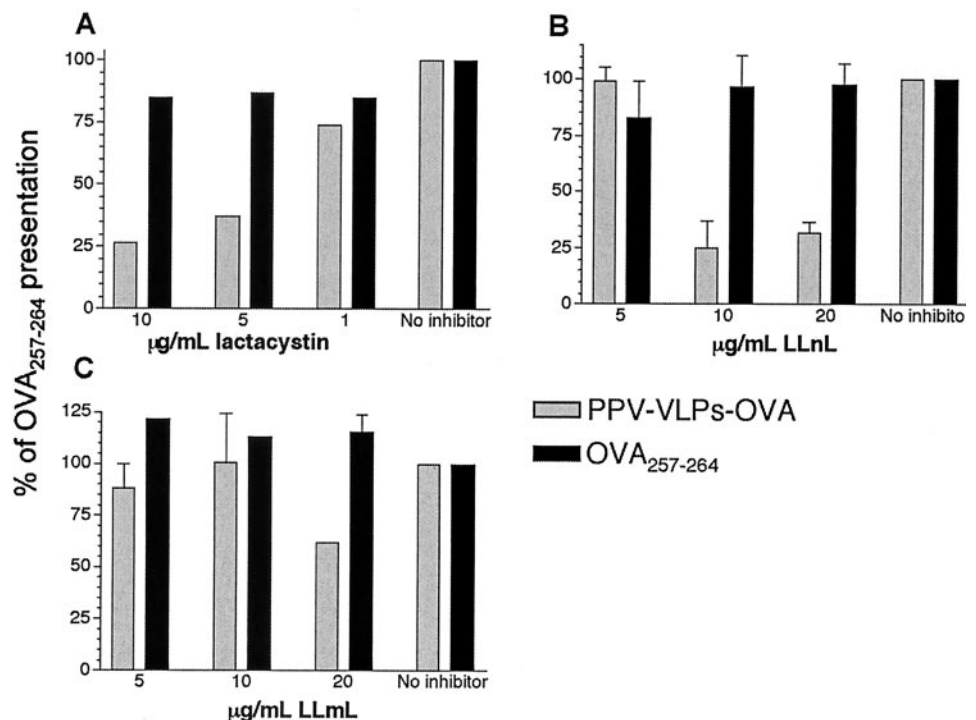 % of OVA257-264 presentation
A
100
75
50
25
0
10 5 1 No inhibitor
µg/mL lactacystin
B
100
75
50
25
0
5 10 20 No inhibito
µg/mL LLnL
C
125
100
75
50
25
0
5 10 20 No inhibitor
µg/mL LLmL
PPV-VLPs-OVA
OVA257-264